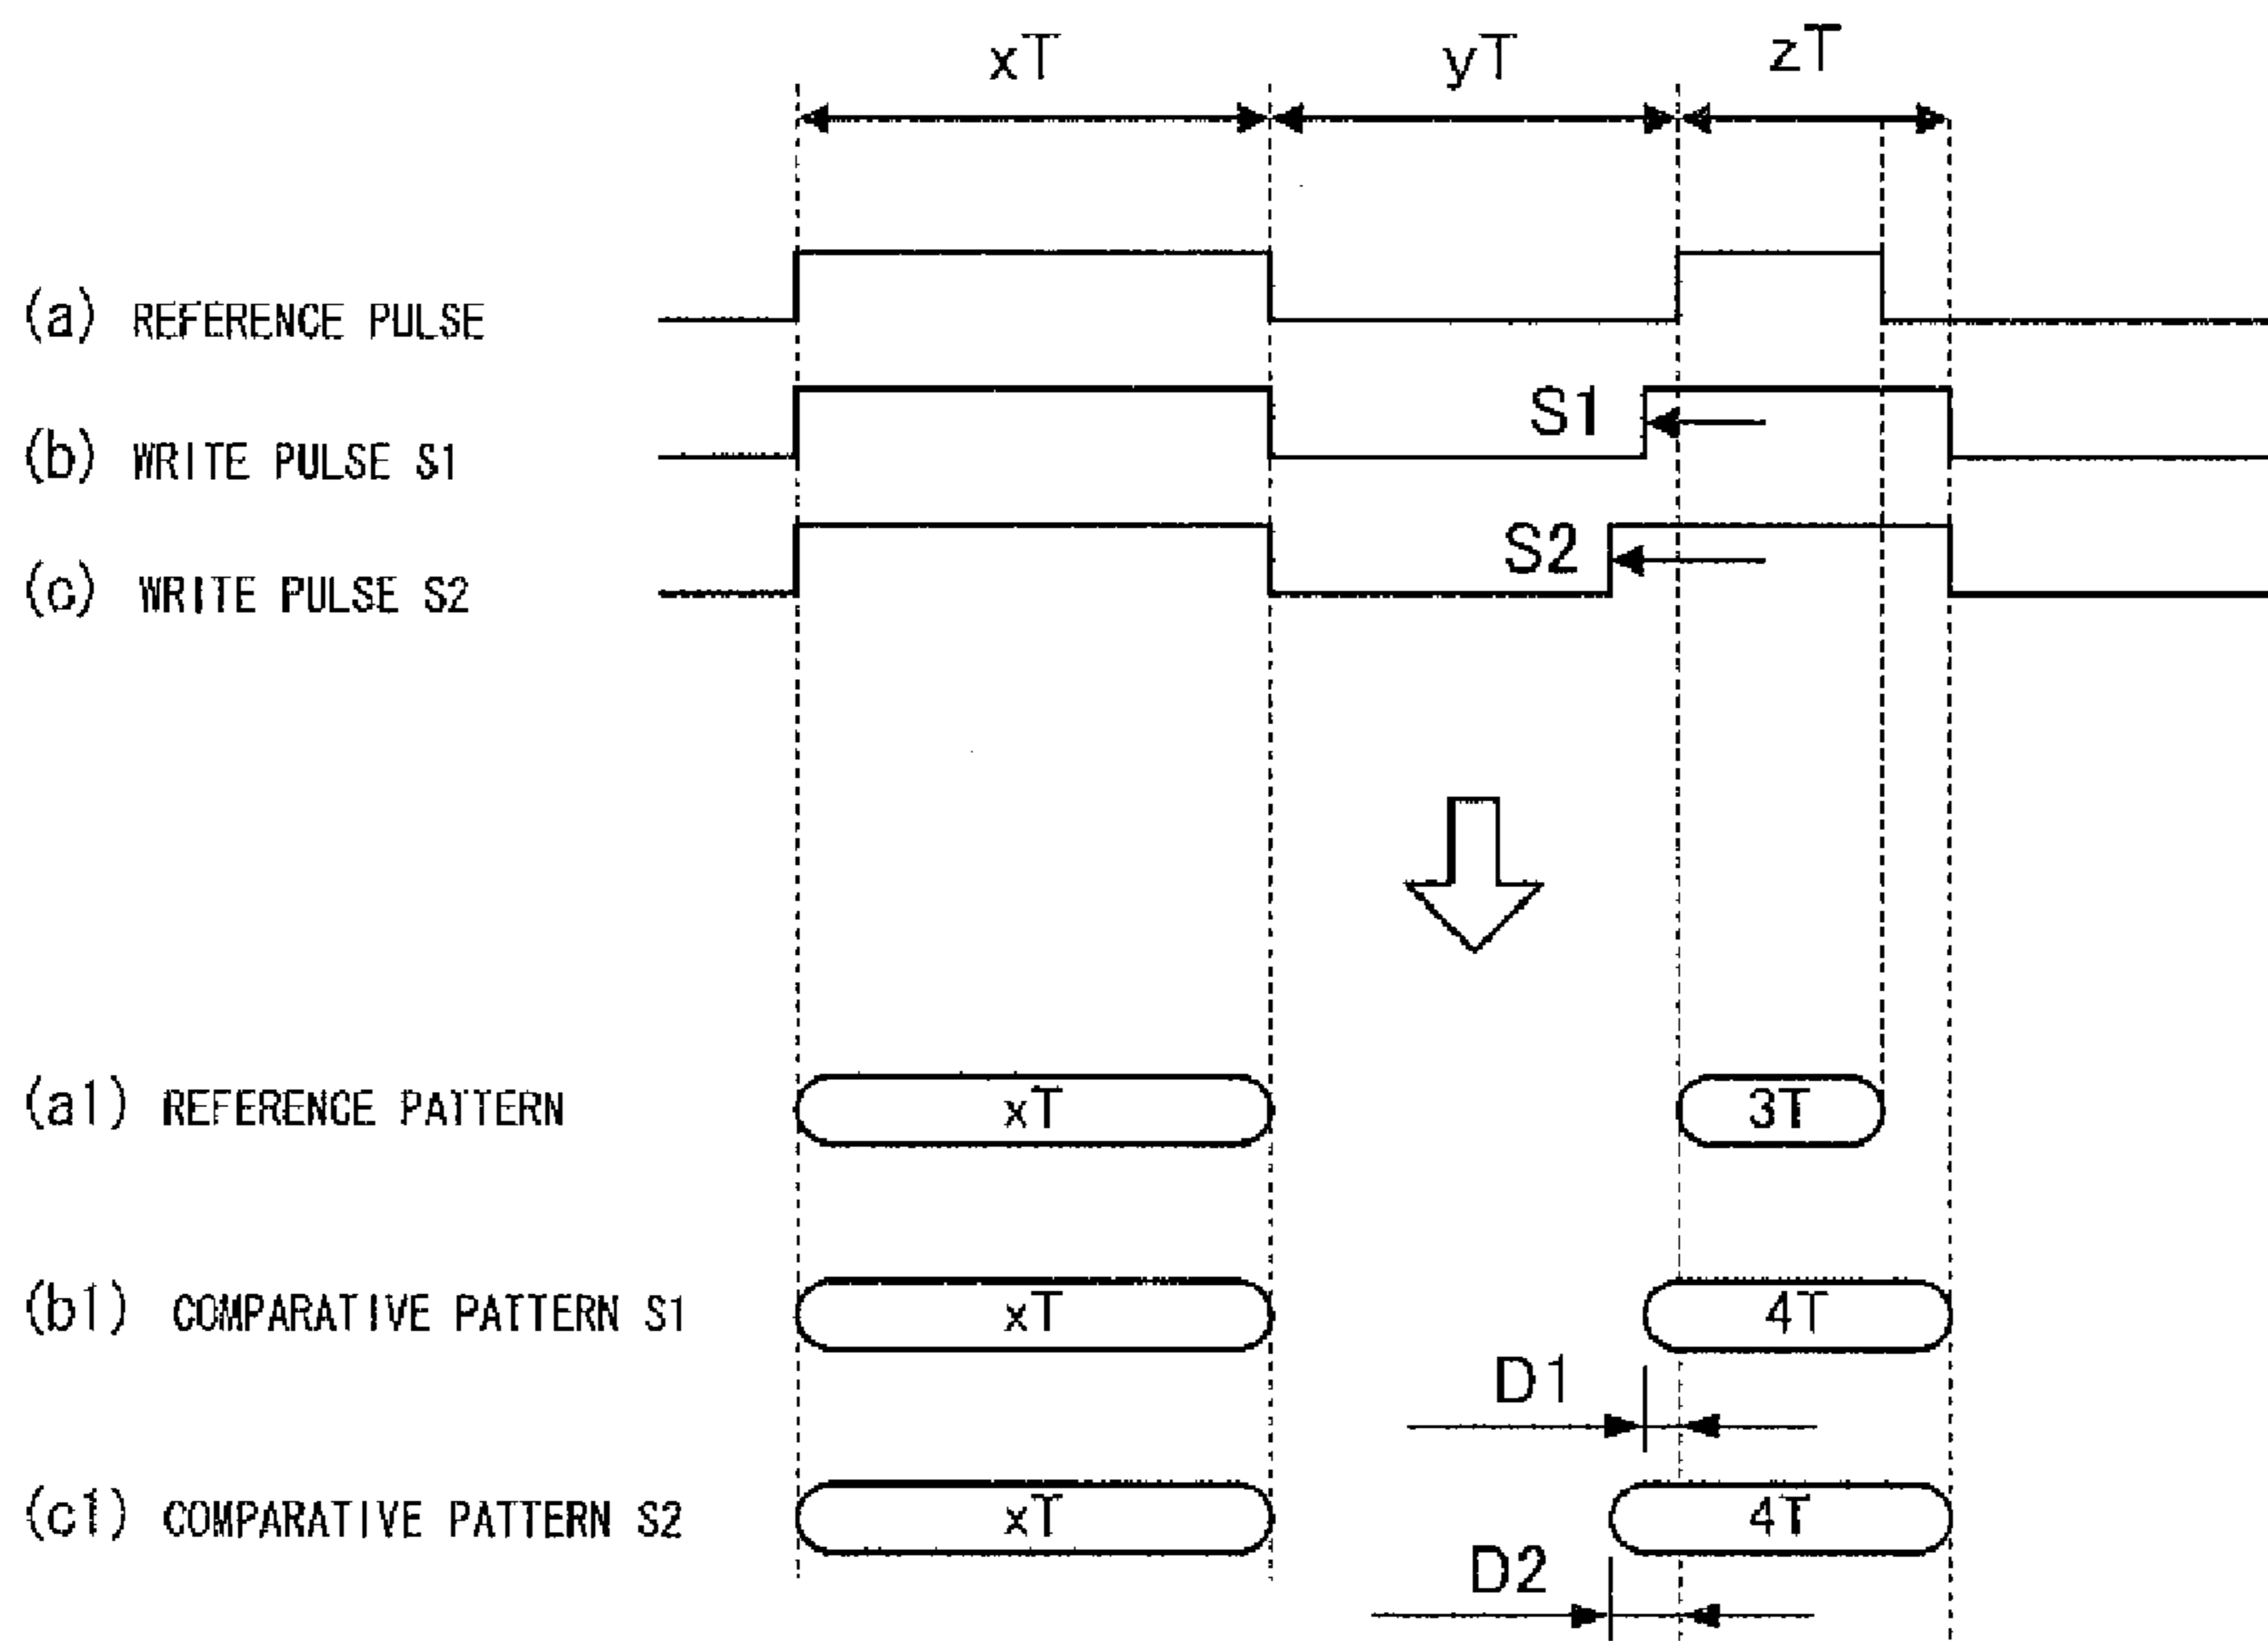 xT yT zT
(a) REFERENCE PULSE
(b) WRITE PULSE S1 S1
(c) WRITE PULSE S2 S2
(a1) REFERENCE PATTERN xT 3T
(b1) COMPARATIVE PATTERN S1 xT 4T
D1
(c1) COMPARATIVE PATTERN S2 xT 4T
D2